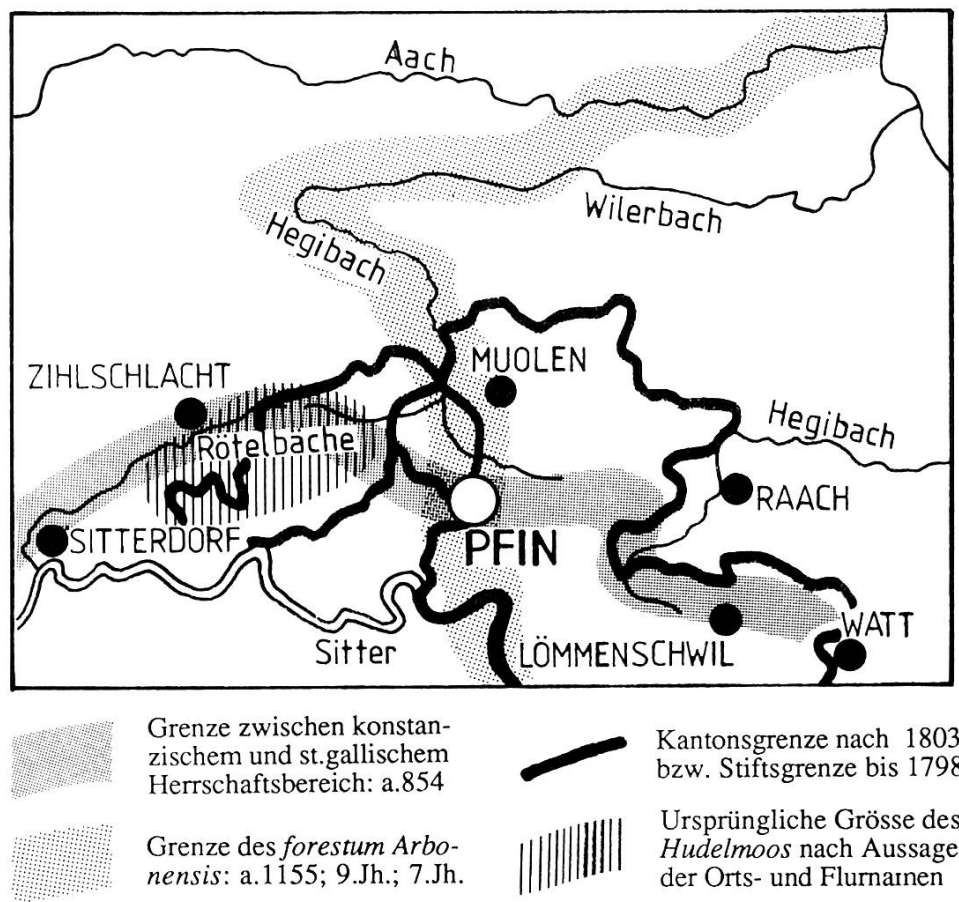 Aach
Wilerbach
Hegibach
ZIHLSCHLACHT
MUOLEN
Hegibach
Rötelbäche
RAACH
SITTERDORF
PFIN
Sitter
LÖMMENSCHWIL
WATT
Grenze zwischen konstan-
zischem und st.gallischem
Herrschaftsbereich: a.854
Grenze des forestum Arbo-
nensis: a.1155; 9.Jh.; 7.Jh.
Kantonsgrenze nach 1803
bzw. Stiftsgrenze bis 1798
Ursprüngliche Grösse des
Hudelmoos nach Aussage
der Orts- und Flurnamen